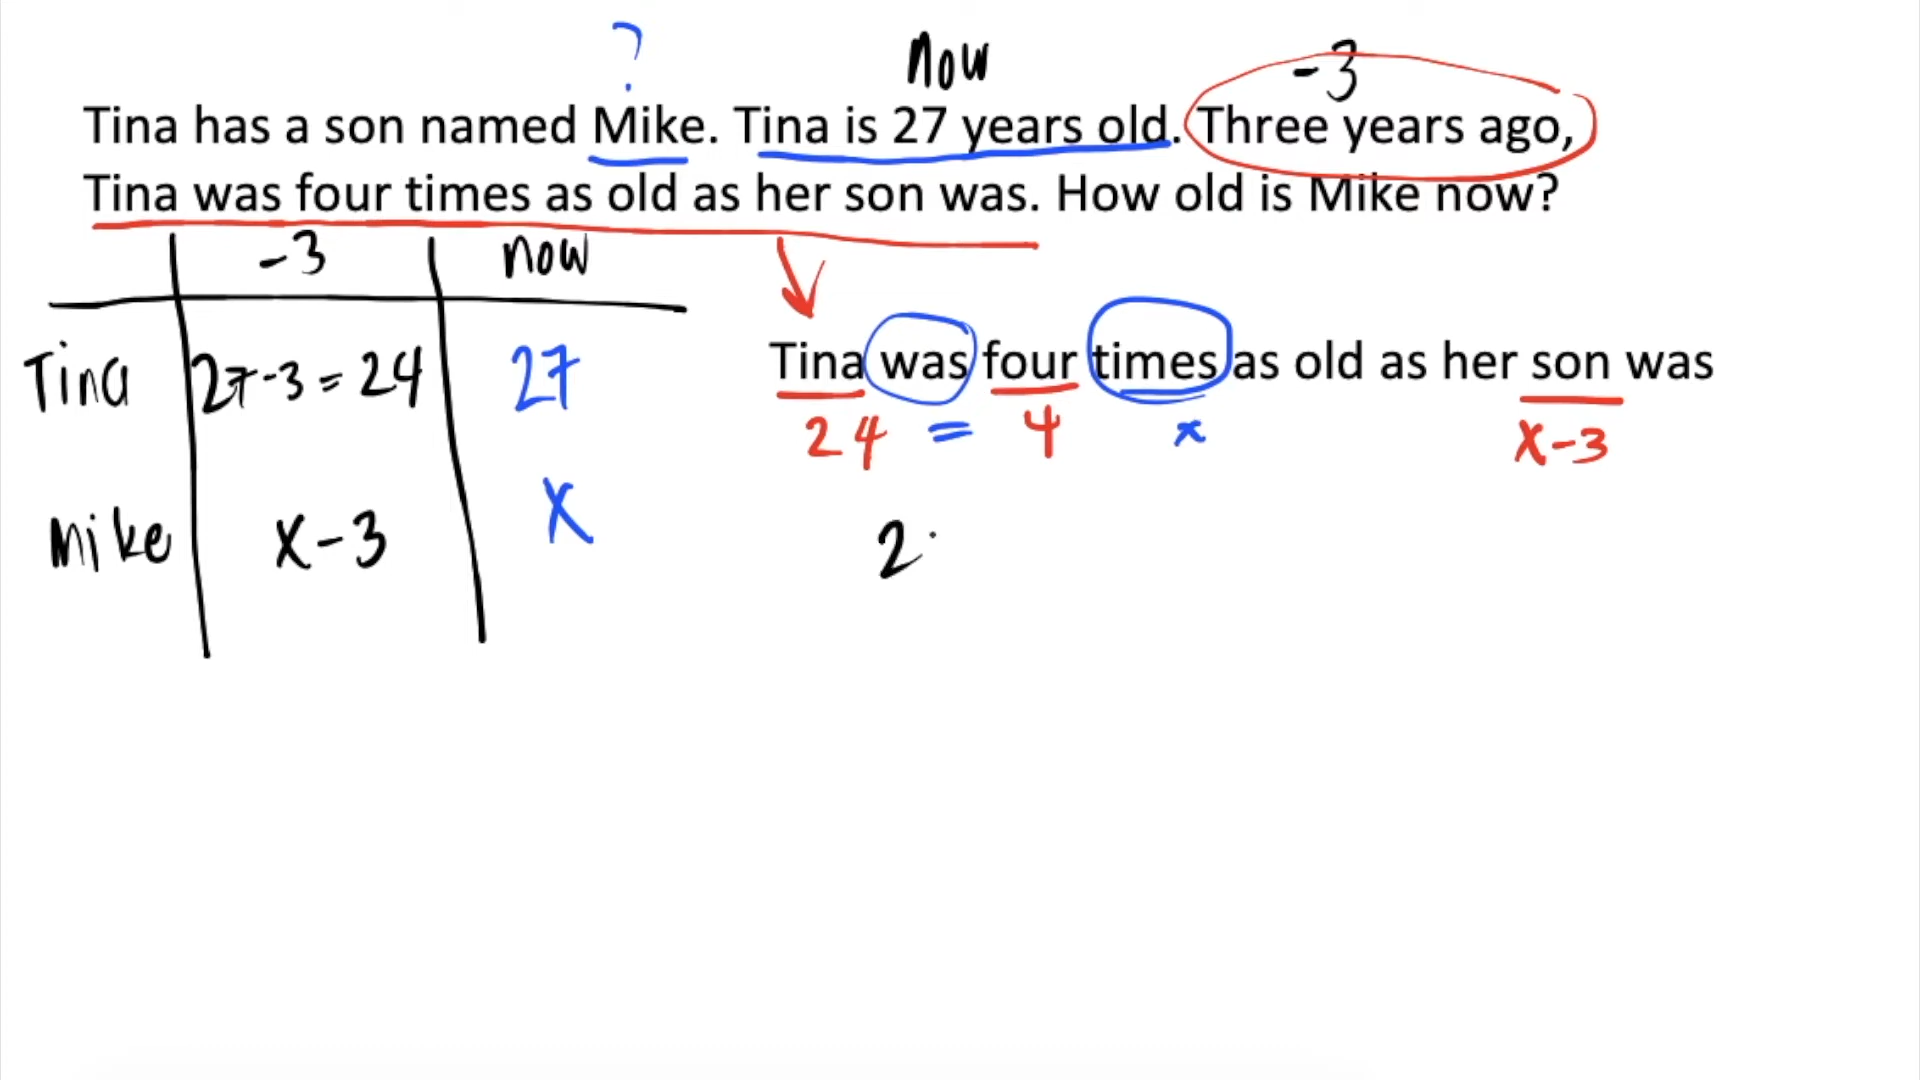 ?
now
-3
Tina has a son named Mike. Tina is 27 years old. Three years ago,
Tina was four times as old as her son was. How old is Mike now?
-3 now
Tina 27-3=24 27
Tina was four times as old as her son was
24 = 4 × x-3
Mike x-3 x
2